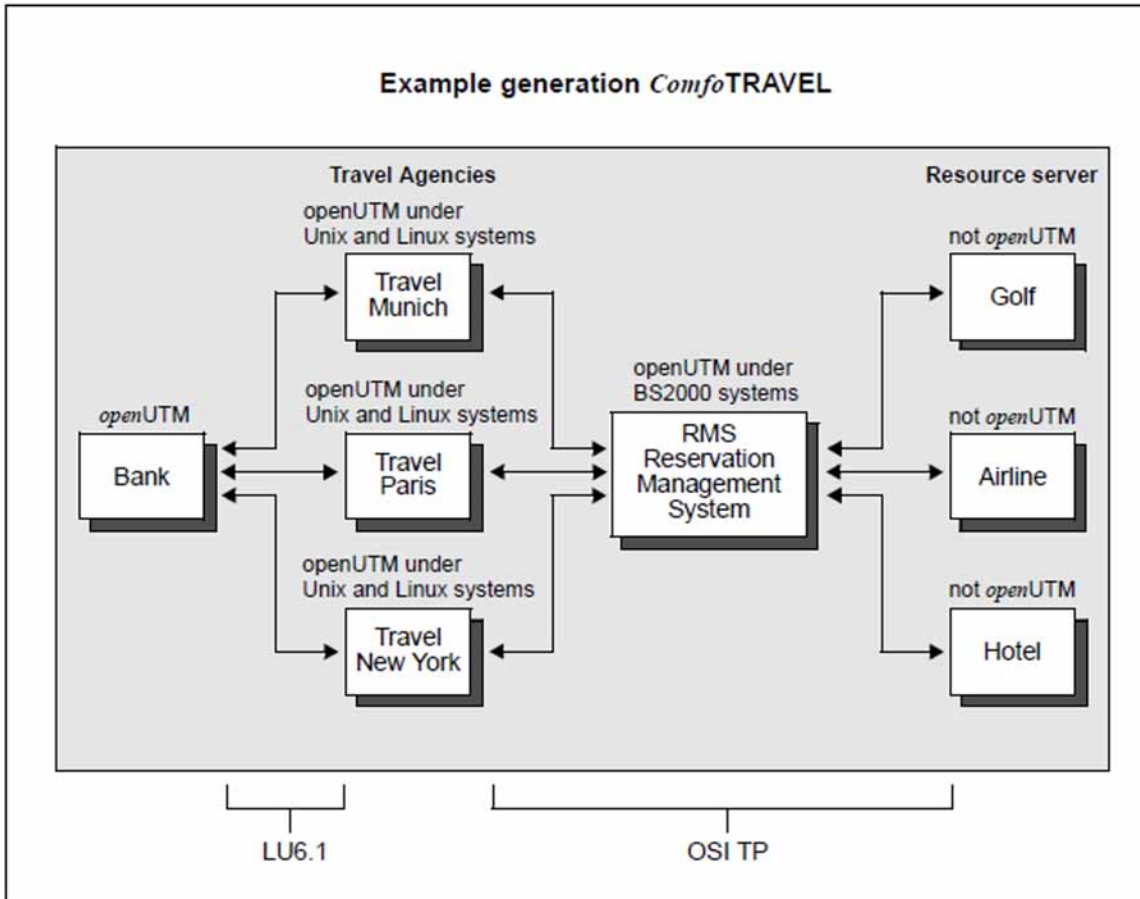 Example generation ComfoTRAVEL
Travel Agencies
Resource server
openUTM under
Unix and Linux systems
not openUTM
Travel
Munich
Golf
openUTM under
BS2000 systems
openUTM under
Unix and Linux systems
openUTM
not openUTM
Bank
Travel
Paris
RMS
Reservation
Management
System
Airline
openUTM under
Unix and Linux systems
not openUTM
Travel
New York
Hotel
LU6.1
OSI TP